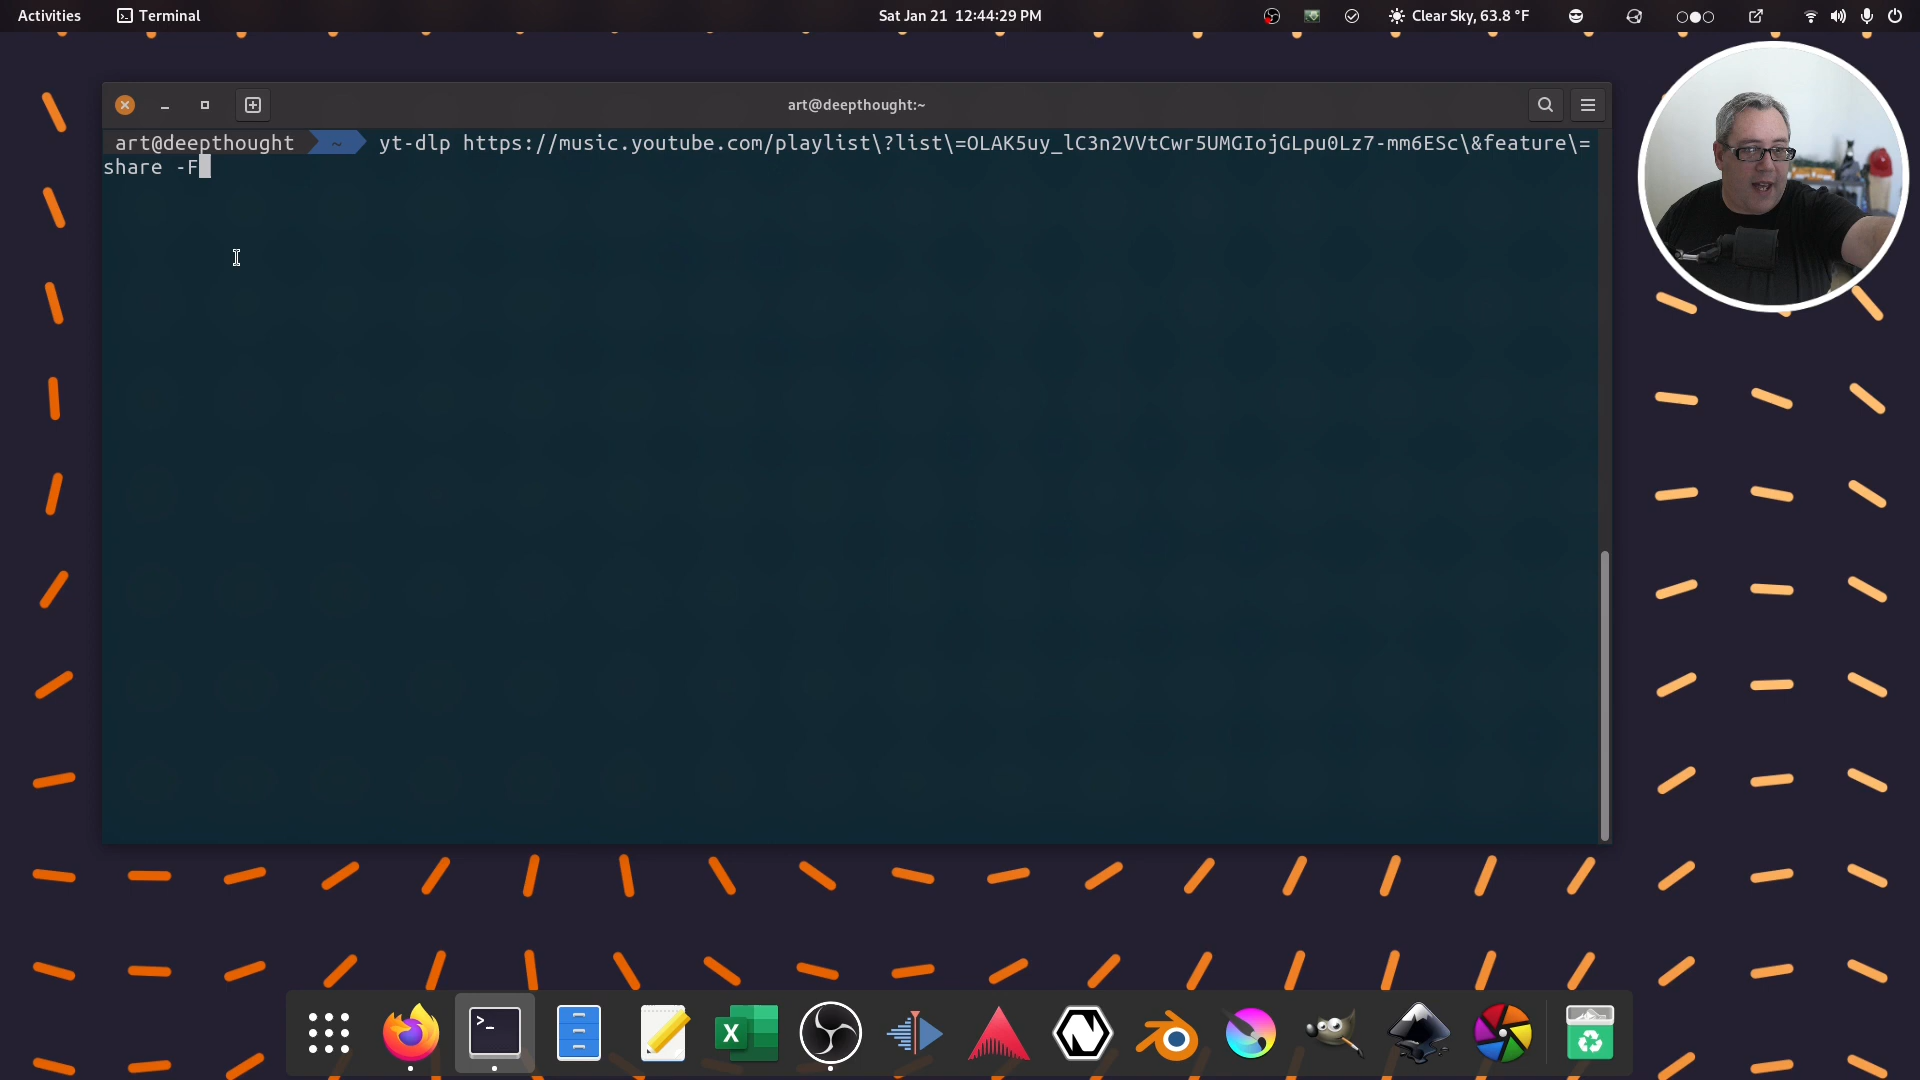 Activities
Terminal
Sat Jan 21 12:44:29 PM
Clear Sky, 63.8 °F
art@deepthought:~
art@deepthought ~ yt-dlp https://music.youtube.com/playlist\?list\=OLAK5uy_lC3n2VVtCwr5UMGIojGLpu0Lz7-mm6ESc\&feature\=
share -F
>_
X